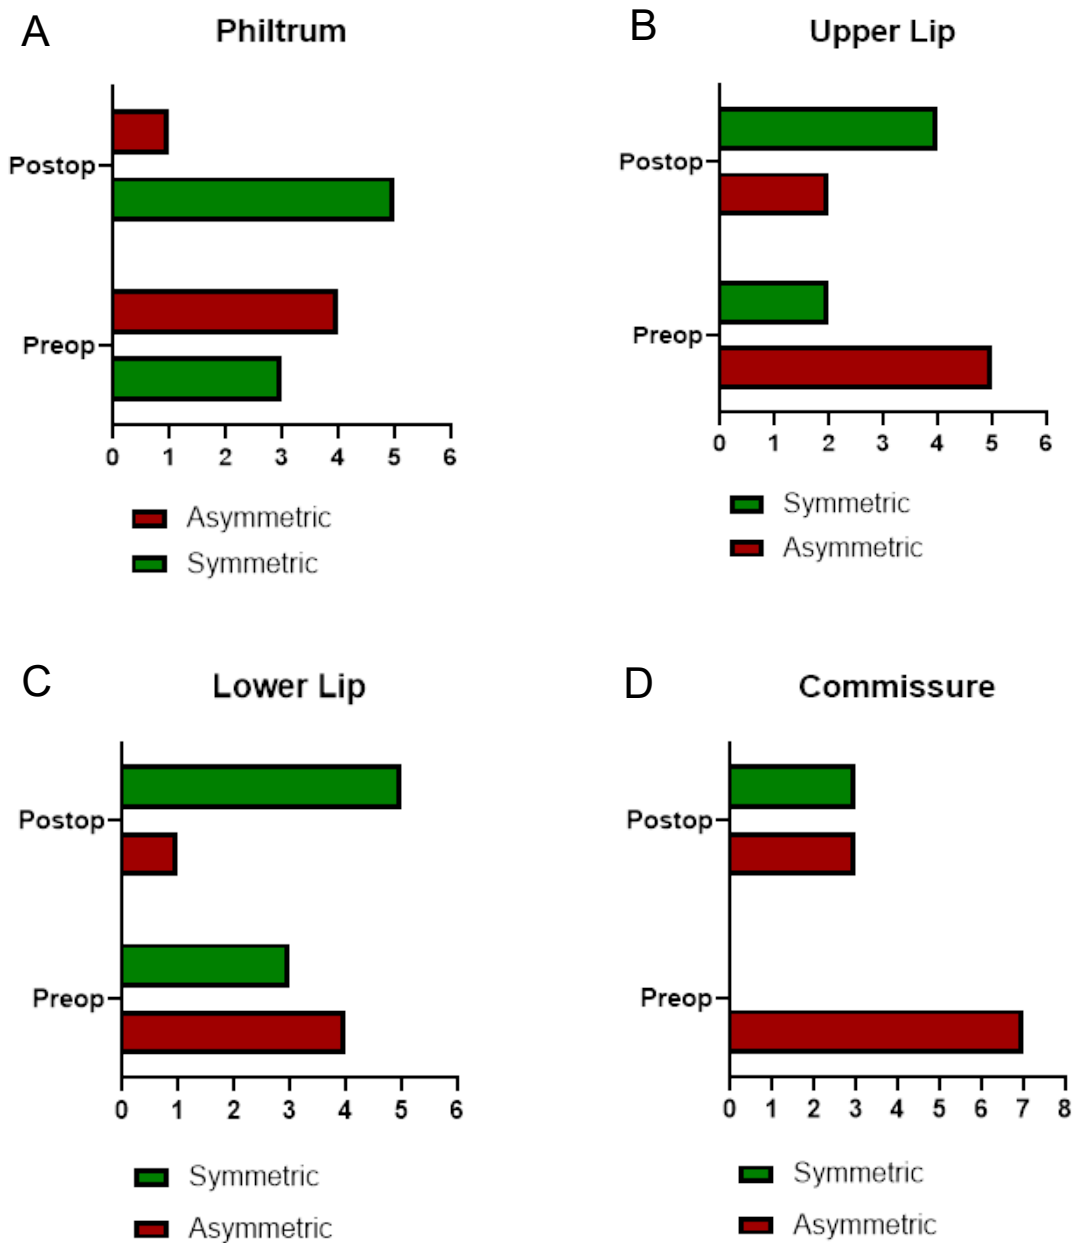 A
Philtrum
Postop
Preop
0 1 2 3 4 5 6
Asymmetric
Symmetric
B
Upper Lip
Postop
Preop
0 1 2 3 4 5 6
Symmetric
Asymmetric
C
Lower Lip
Postop
Preop
0 1 2 3 4 5 6
Symmetric
Asymmetric
D
Commissure
Postop
Preop
0 1 2 3 4 5 6 7 8
Symmetric
Asymmetric